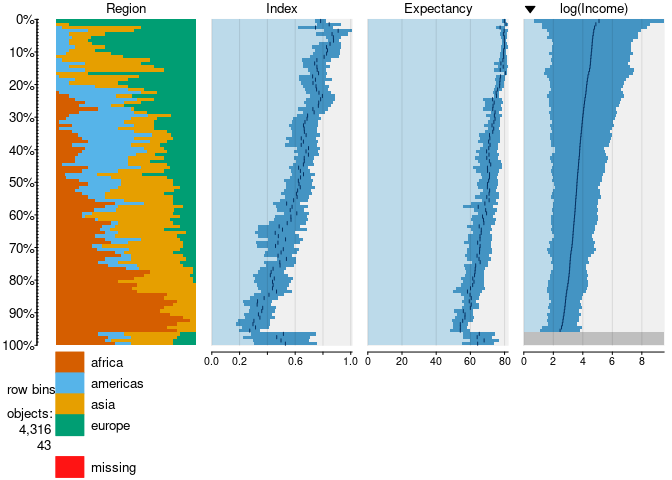 Region Index Expectancy log(Income)
0%
10%
20%
30%
40%
50%
60%
70%
80%
90%
100%
0.0 0.2 0.6 1.0 0 20 40 60 80 0 2 4 6 8
africa
row bins americas
objects: asia
4,316 europe
43
missing